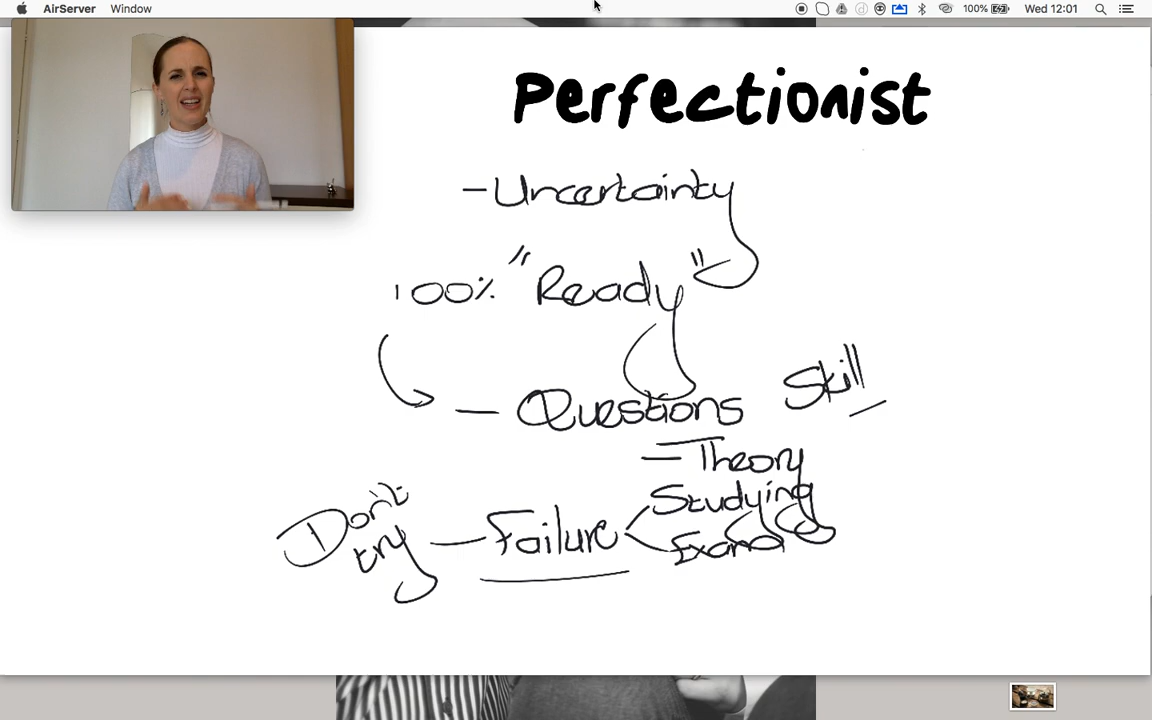 AirServer Window 100% Wed 12:01
Perfectionist
- Uncertainty
100% "Ready"
- Questions Skill
= Theory
Don't try - Failure
Studying
Exam